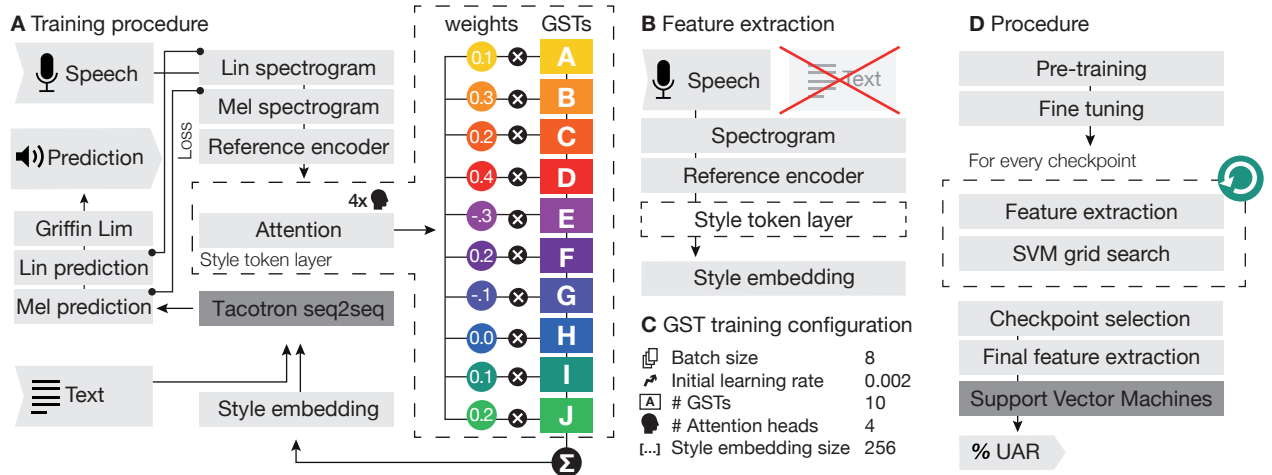 A Training procedure
Speech
Lin spectrogram
Mel spectrogram
Reference encoder
Loss
Prediction
4x
Griffin Lim
Attention
Lin prediction
Style token layer
Mel prediction
Tacotron seq2seq
Text
Style embedding
weights GSTs
0.1 A
0.3 B
0.2 C
0.4 D
-.3 E
0.2 F
-.1 G
0.0 H
0.1 I
0.2 J
Σ
B Feature extraction
Speech
Text
Spectrogram
Reference encoder
Style token layer
Style embedding
C GST training configuration
Batch size 8
Initial learning rate 0.002
A # GSTs 10
# Attention heads 4
[...] Style embedding size 256
D Procedure
Pre-training
Fine tuning
For every checkpoint
Feature extraction
SVM grid search
Checkpoint selection
Final feature extraction
Support Vector Machines
% UAR